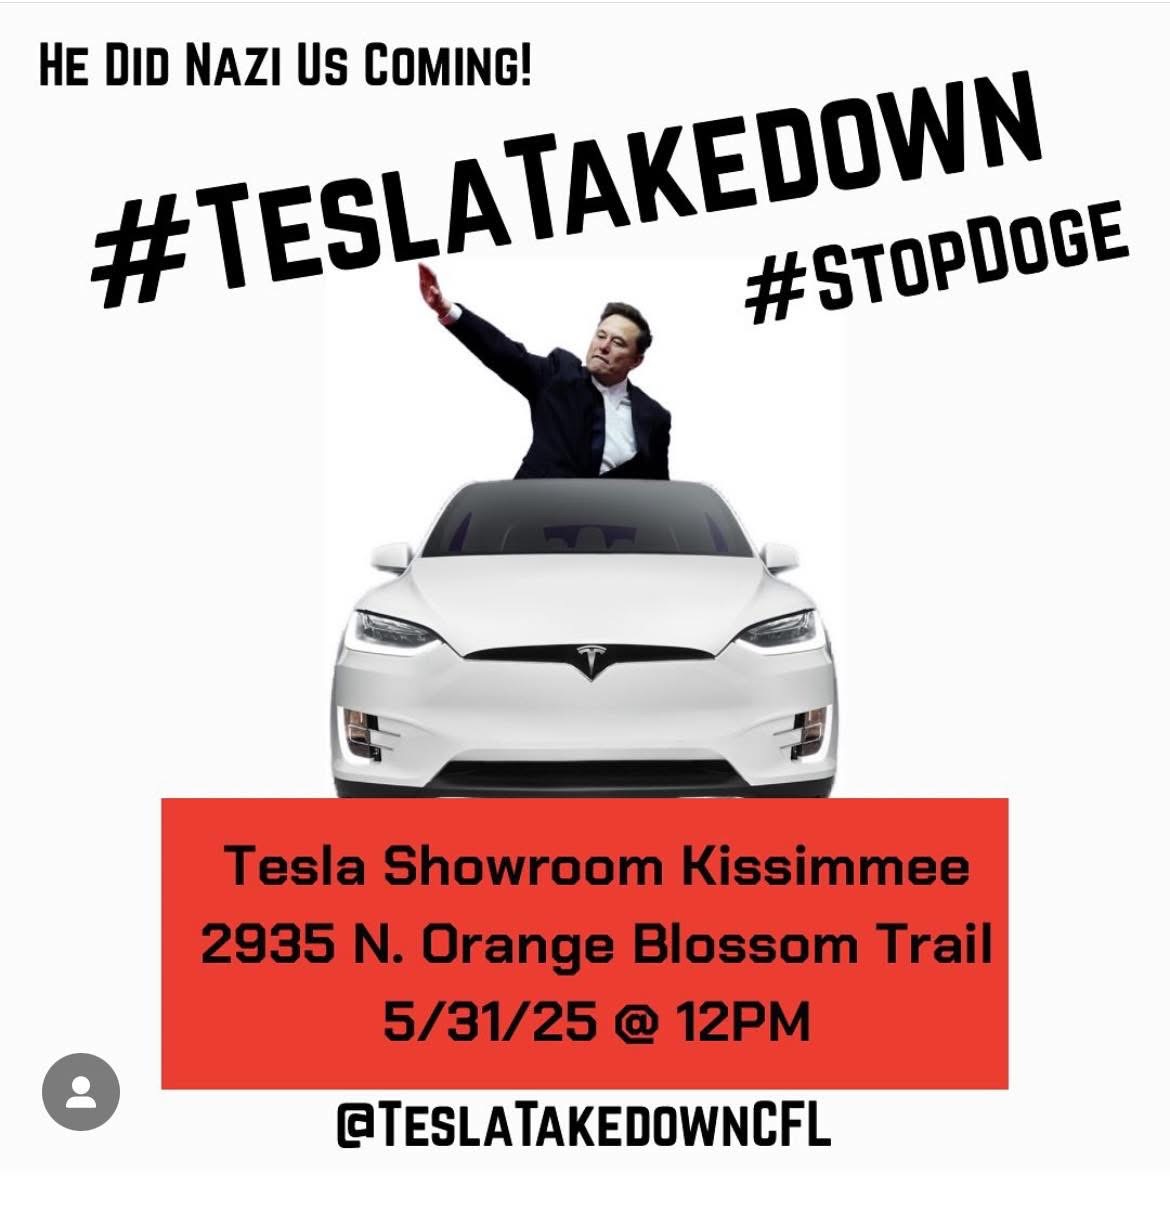 He Did Nazi Us Coming!
#TeslaTakedown
#StopDoge
Tesla Showroom Kissimmee
2935 N. Orange Blossom Trail
5/31/25 @ 12PM
@TeslaTakedownCFL